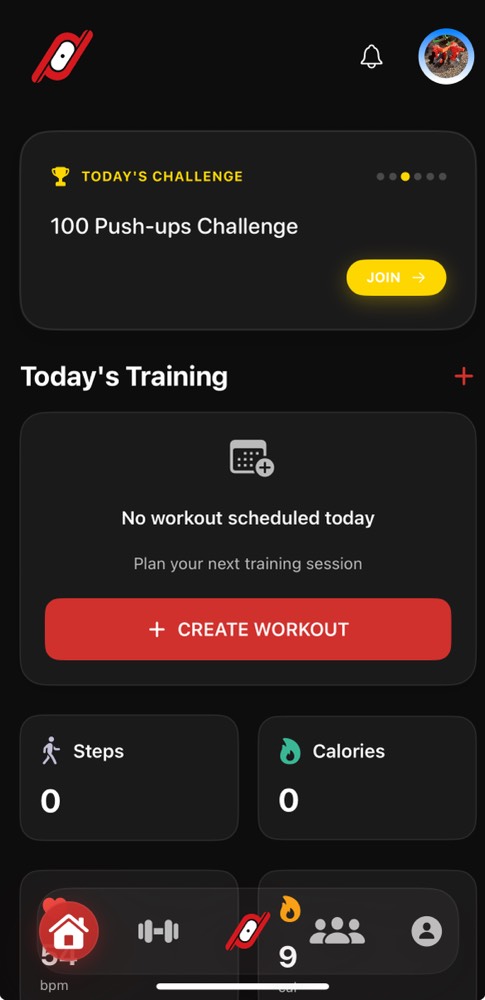 TODAY'S CHALLENGE
100 Push-ups Challenge
JOIN →
Today's Training
No workout scheduled today
Plan your next training session
+ CREATE WORKOUT
Steps
Calories
0
0
54
9
bpm
cal